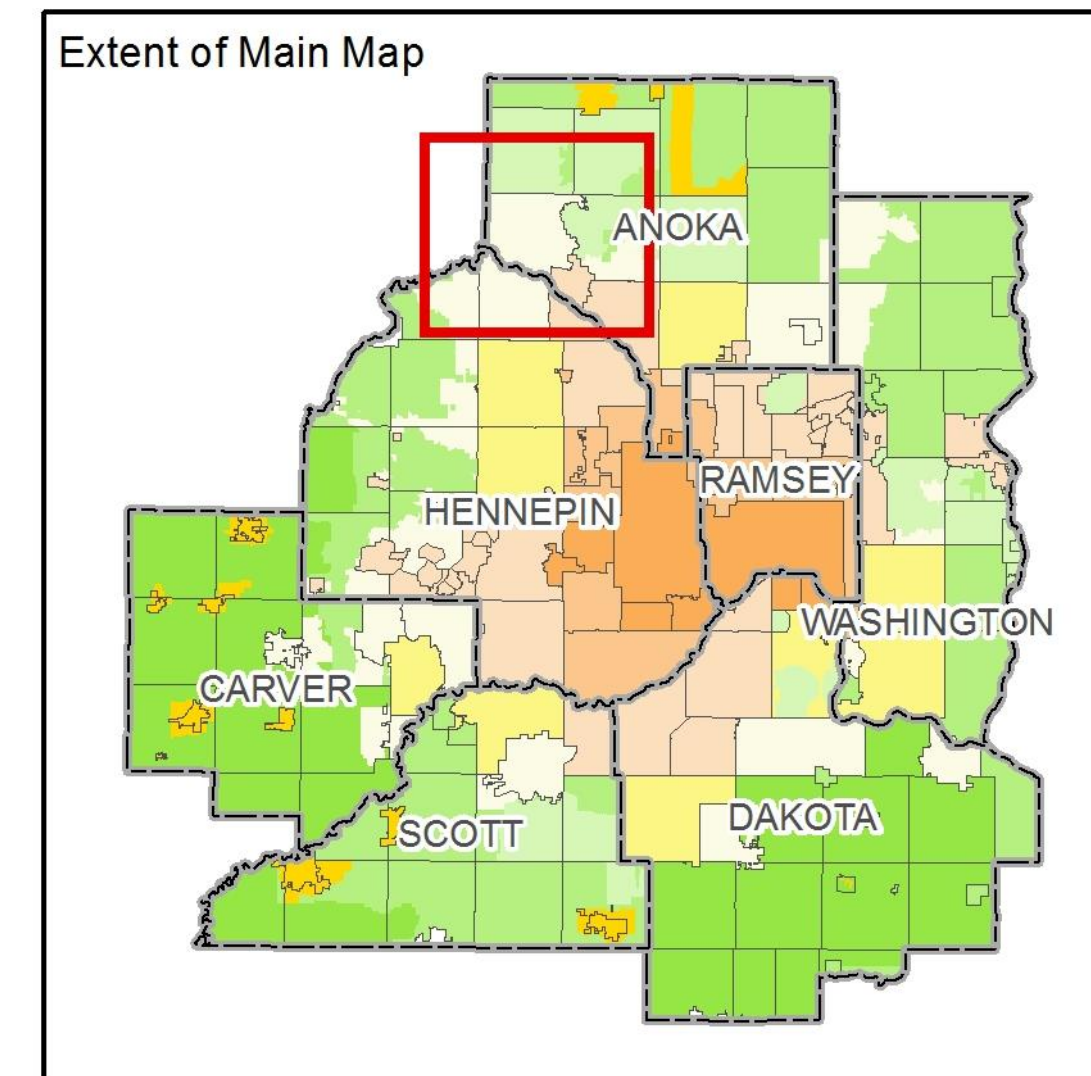 Extent of Main Map
ANOKA
RAMSEY
HENNEPIN
WASHINGTON
CARVER
SCOTT
DAKOTA